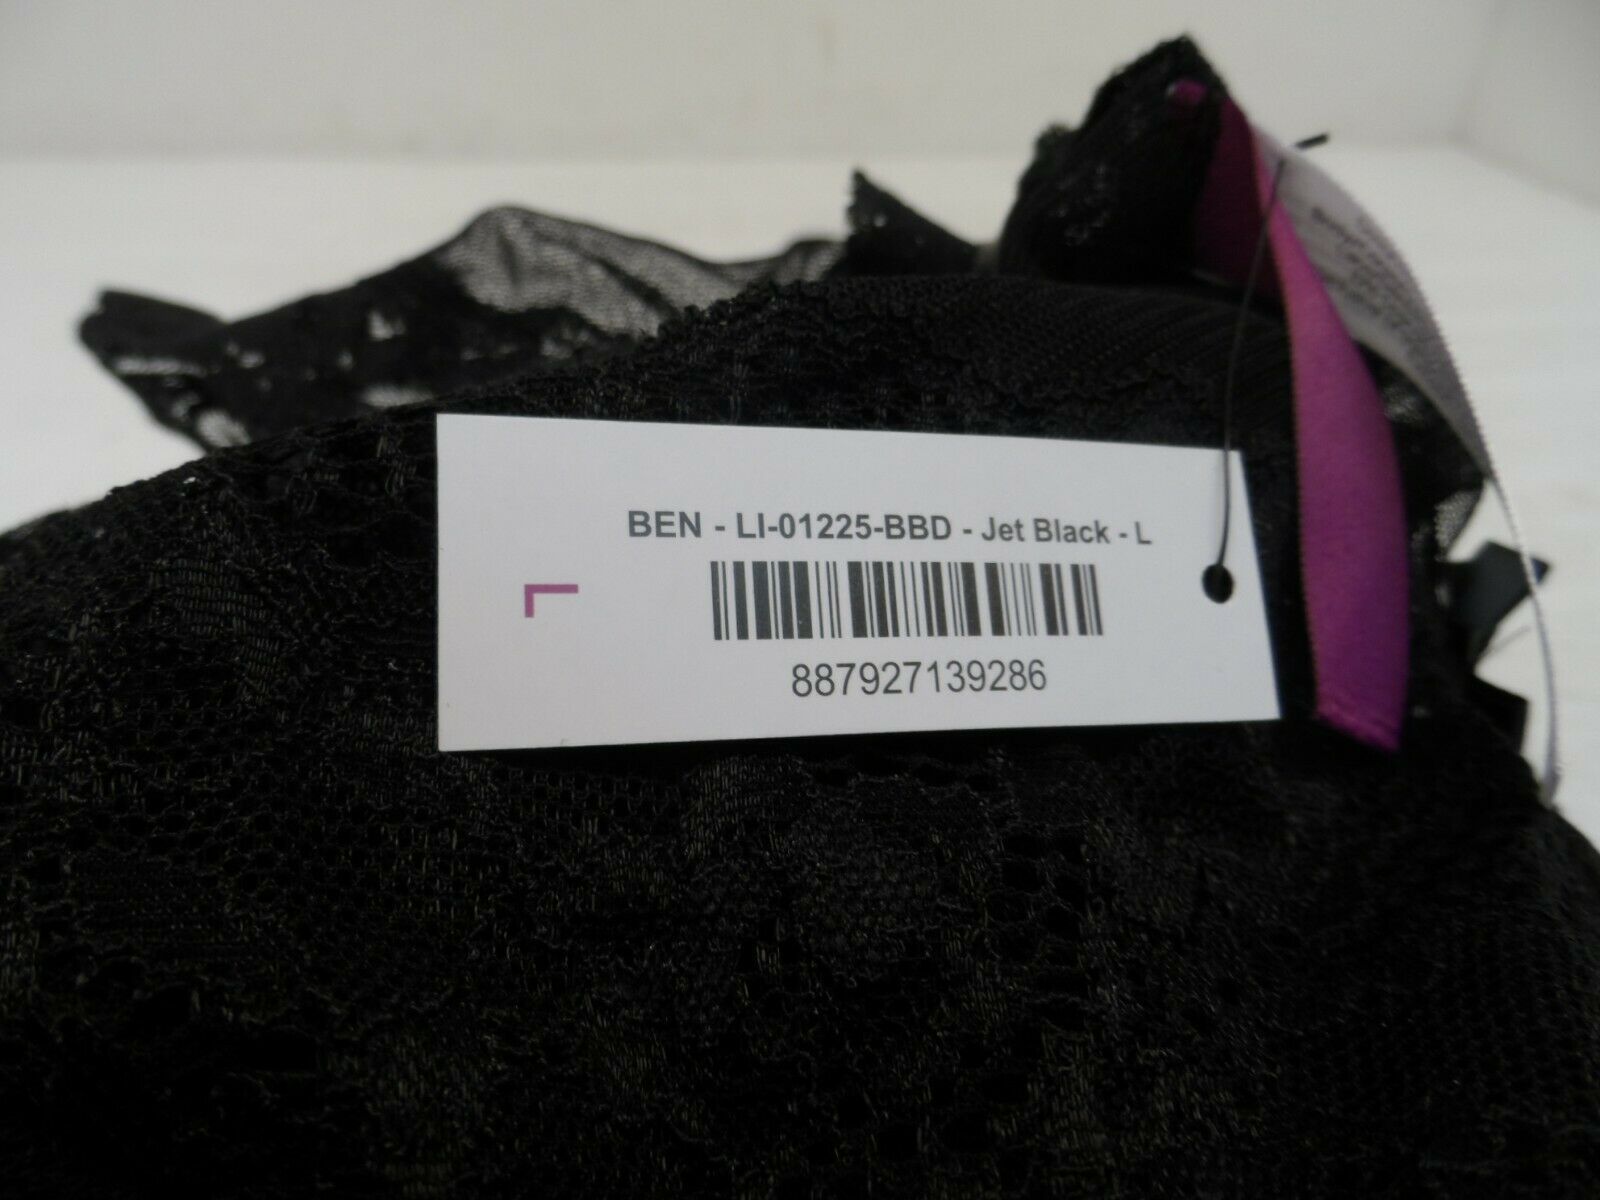 BEN - LI-01225-BBD - Jet Black - L
L
887927139286